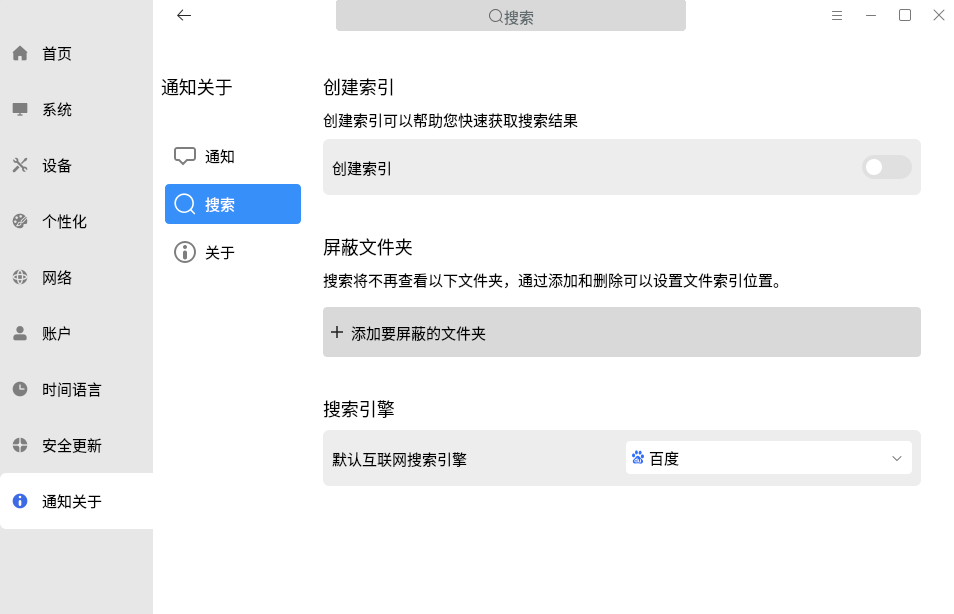 搜索
首页
系统
设备
个性化
网络
账户
时间语言
安全更新
通知关于
通知关于
通知
搜索
关于
创建索引
创建索引可以帮助您快速获取搜索结果
创建索引
屏蔽文件夹
搜索将不再查看以下文件夹，通过添加和删除可以设置文件索引位置。
添加要屏蔽的文件夹
搜索引擎
默认互联网搜索引擎
百度